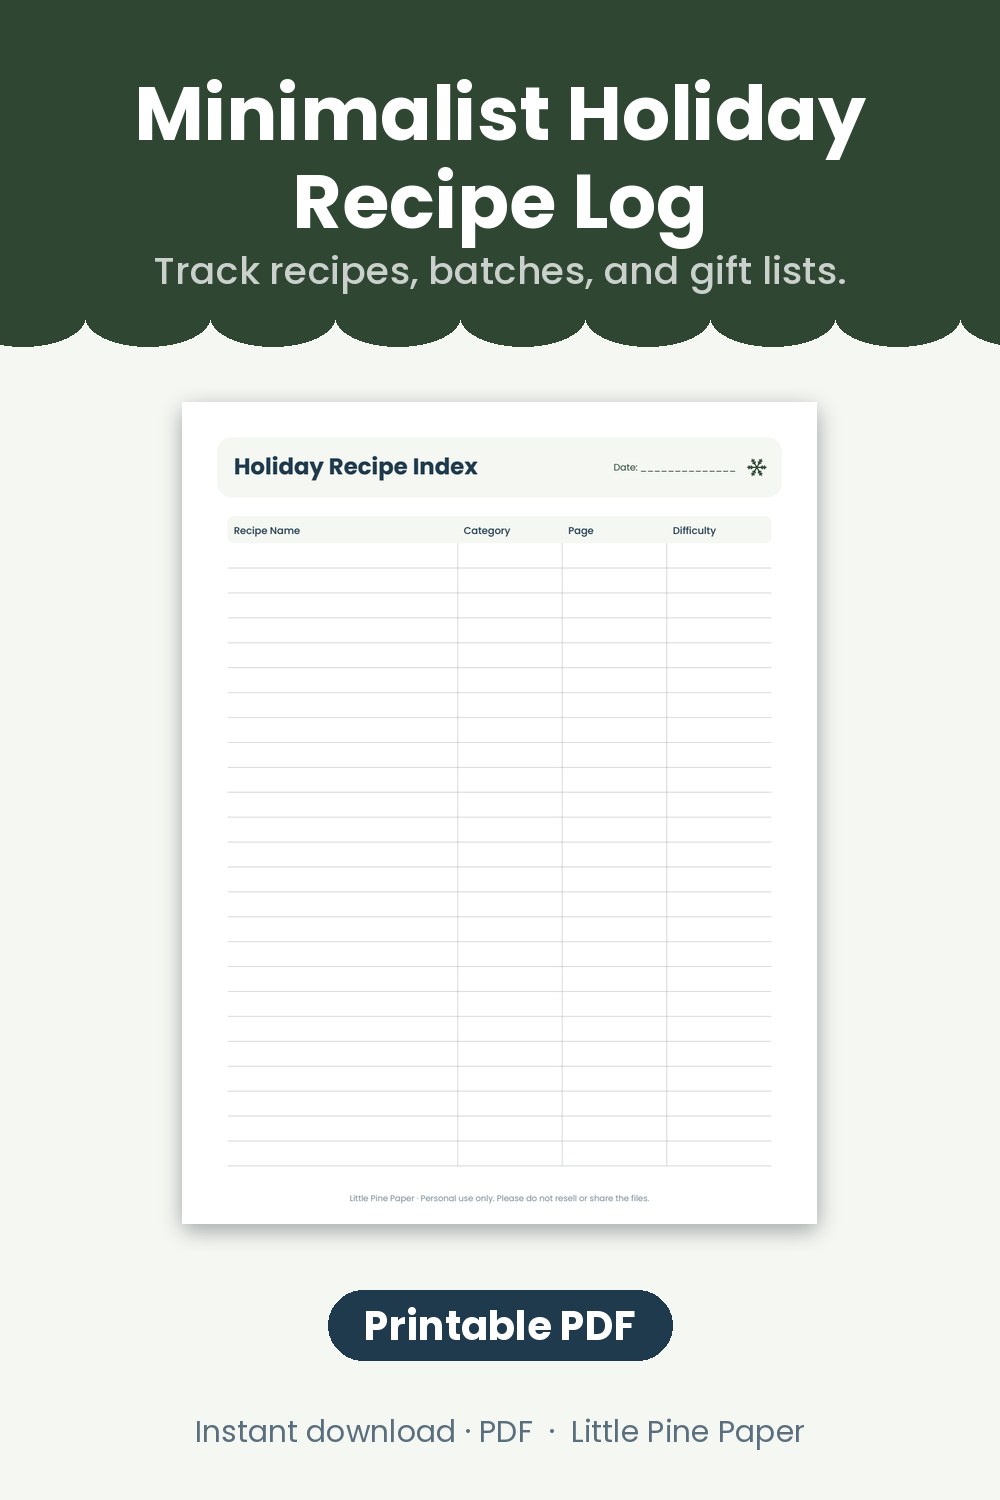 Minimalist Holiday
Recipe Log
Track recipes, batches, and gift lists.
Holiday Recipe Index
Date: _ _ _ _ _ _ _ _ _ _ _ _ _ _
Recipe Name Category Page Difficulty
Little Pine Paper · Personal use only. Please do not resell or share the files.
Printable PDF
Instant download · PDF · Little Pine Paper